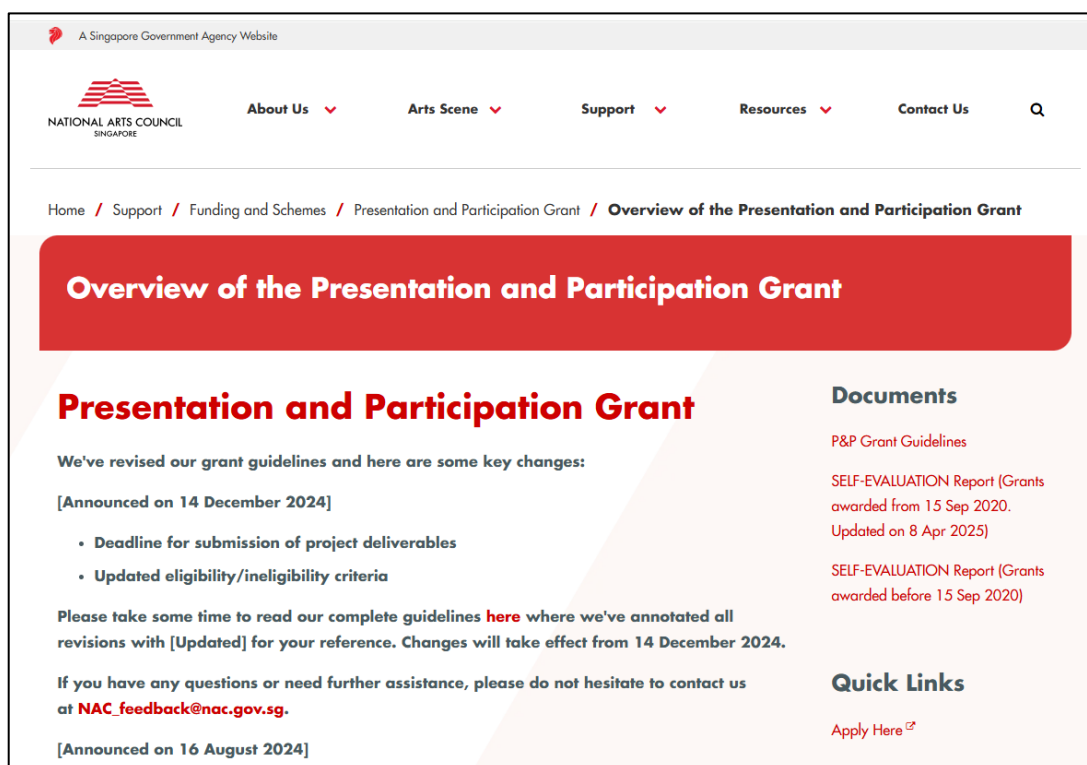 A Singapore Government Agency Website
NATIONAL ARTS COUNCIL
SINGAPORE
About Us
Arts Scene
Support
Resources
Contact Us
Home / Support / Funding and Schemes / Presentation and Participation Grant / Overview of the Presentation and Participation Grant
Overview of the Presentation and Participation Grant
Presentation and Participation Grant
We've revised our grant guidelines and here are some key changes:
[Announced on 14 December 2024]
• Deadline for submission of project deliverables
• Updated eligibility/ineligibility criteria
Please take some time to read our complete guidelines here where we've annotated all
revisions with [Updated] for your reference. Changes will take effect from 14 December 2024.
If you have any questions or need further assistance, please do not hesitate to contact us
at NAC_feedback@nac.gov.sg.
[Announced on 16 August 2024]
Documents
P&P Grant Guidelines
SELF-EVALUATION Report (Grants
awarded from 15 Sep 2020.
Updated on 8 Apr 2025)
SELF-EVALUATION Report (Grants
awarded before 15 Sep 2020)
Quick Links
Apply Here